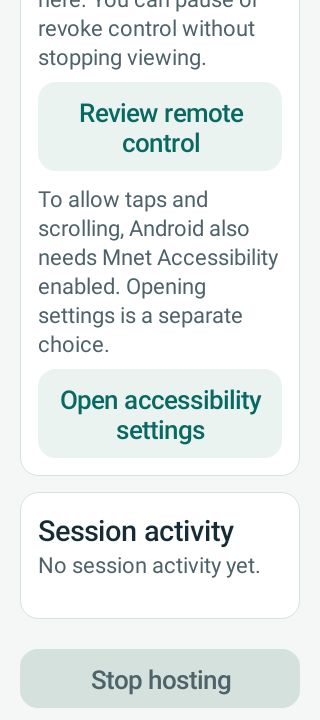 here. You can pause or
revoke control without
stopping viewing.
Review remote
control
To allow taps and
scrolling, Android also
needs Mnet Accessibility
enabled. Opening
settings is a separate
choice.
Open accessibility
settings
Session activity
No session activity yet.
Stop hosting